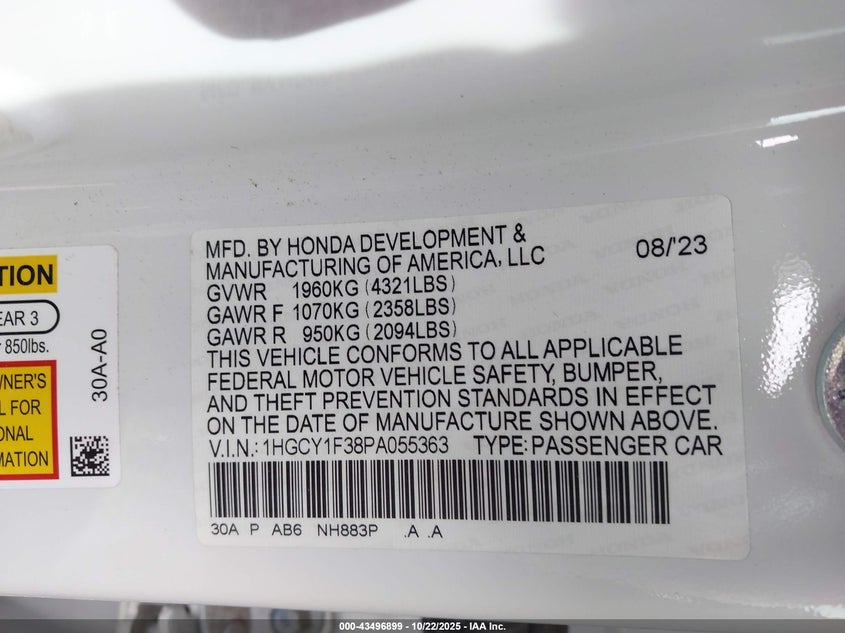 MFD. BY HONDA DEVELOPMENT &
MANUFACTURING OF AMERICA, LLC
08/'23
GVWR 1960KG (4321LBS)
GAWR F 1070KG (2358LBS)
GAWR R 950KG (2094LBS)
THIS VEHICLE CONFORMS TO ALL APPLICABLE
FEDERAL MOTOR VEHICLE SAFETY, BUMPER,
AND THEFT PREVENTION STANDARDS IN EFFECT
ON THE DATE OF MANUFACTURE SHOWN ABOVE.
V.I.N.: 1HGCY1F38PA055363 TYPE: PASSENGER CAR
30A P AB6 NH883P .A .A
TION
EAR 3
850lbs.
WNER'S
L FOR
ONAL
MATION
30A-A0
000-43496899 - 10/22/2025 - IAA Inc.